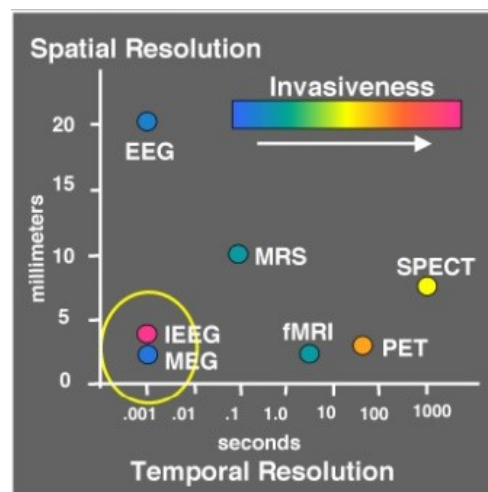 Spatial Resolution
Invasiveness
millimeters
20
15
10
5
0
EEG
MRS
SPECT
IEEG
MEG
fMRI
PET
.001 .01 .1 1.0 10 100 1000
seconds
Temporal Resolution